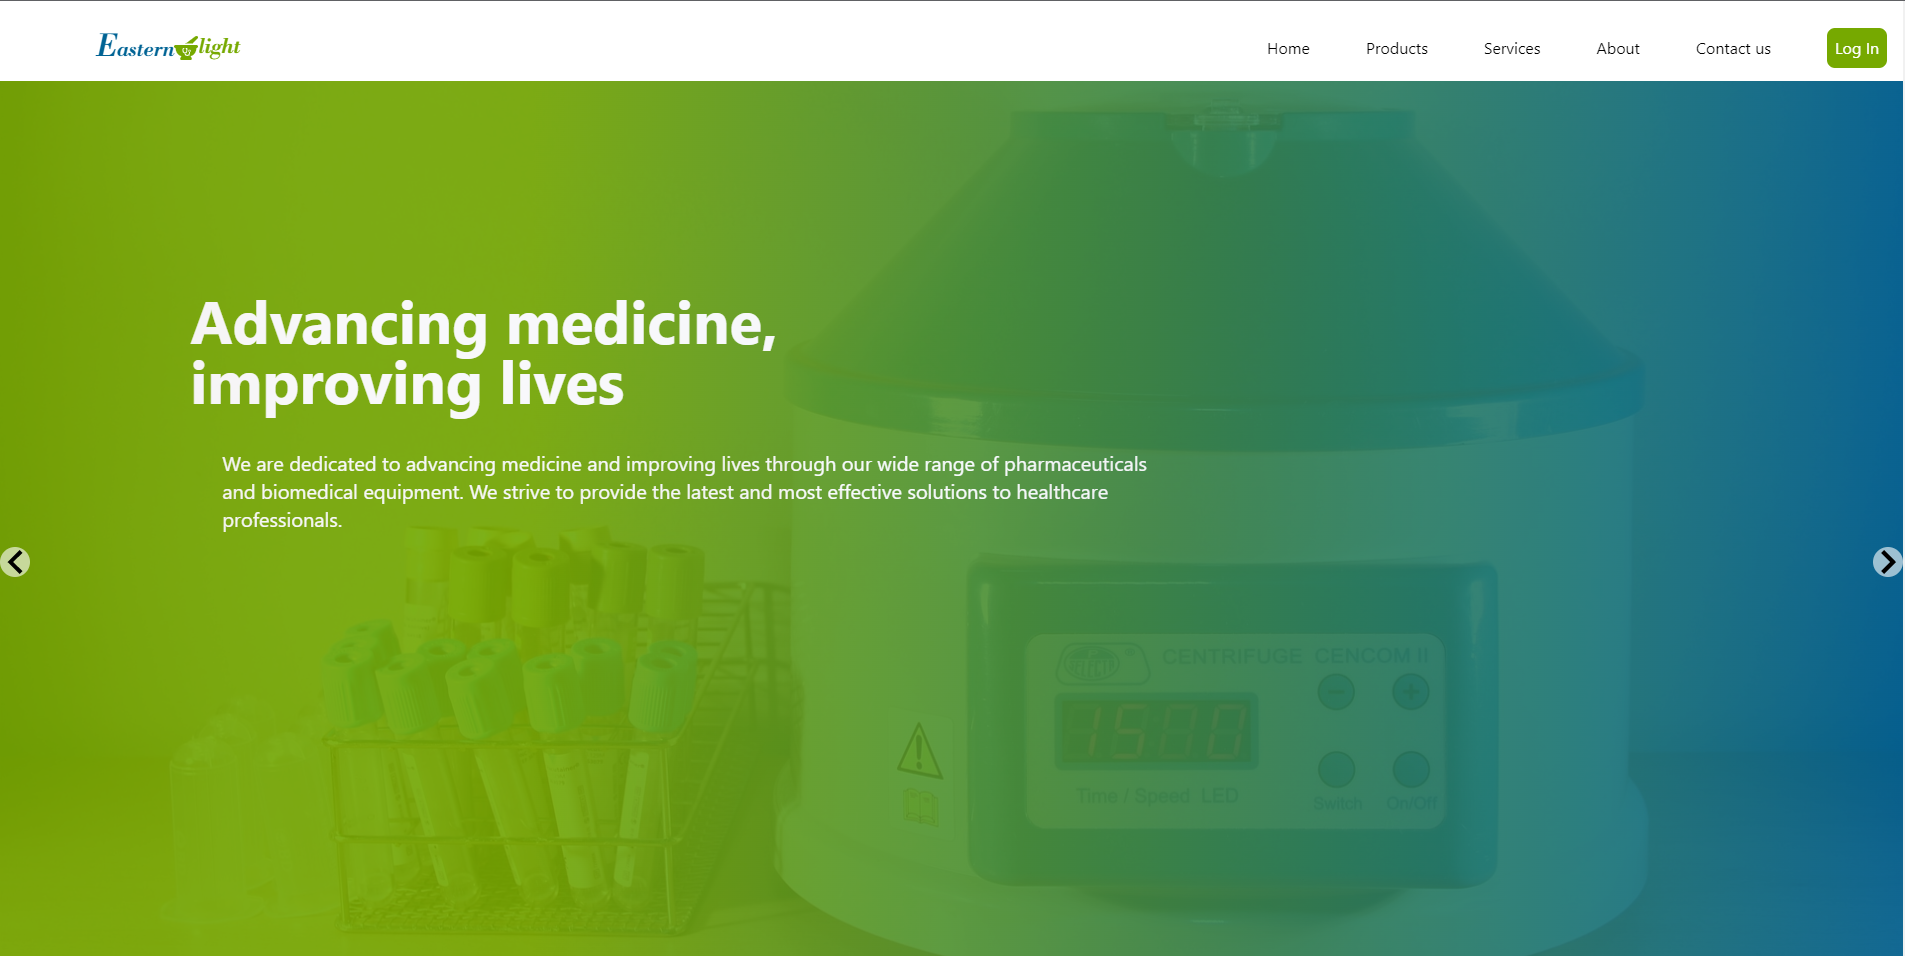 Eastern light
Home Products Services About Contact us Log In
Advancing medicine,
improving lives
We are dedicated to advancing medicine and improving lives through our wide range of pharmaceuticals
and biomedical equipment. We strive to provide the latest and most effective solutions to healthcare
professionals.
CENTRIFUGE CENCOM II
1500
Time / Speed LED
Switch On/Off